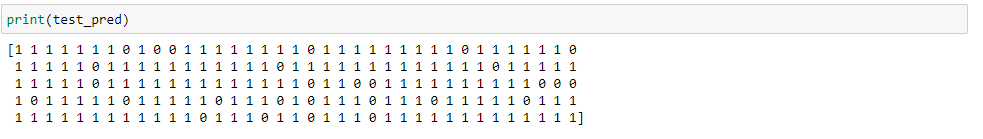 print(test_pred)
[1 1 1 1 1 1 1 0 1 0 0 1 1 1 1 1 1 1 1 0 1 1 1 1 1 1 1 1 1 0 1 1 1 1 1 1 0
1 1 1 1 1 0 1 1 1 1 1 1 1 1 1 1 1 0 1 1 1 1 1 1 1 1 1 1 1 1 1 0 1 1 1 1 1
1 1 1 1 1 0 1 1 1 1 1 1 1 1 1 1 1 1 1 0 1 1 0 0 1 1 1 1 1 1 1 1 1 1 0 0 0
1 0 1 1 1 1 1 0 1 1 1 1 1 0 1 1 1 0 1 0 1 1 1 0 1 1 1 0 1 1 1 1 1 0 1 1 1
1 1 1 1 1 1 1 1 1 1 1 1 0 1 1 1 0 1 1 0 1 1 1 0 1 1 1 1 1 1 1 1 1 1 1 1 1]